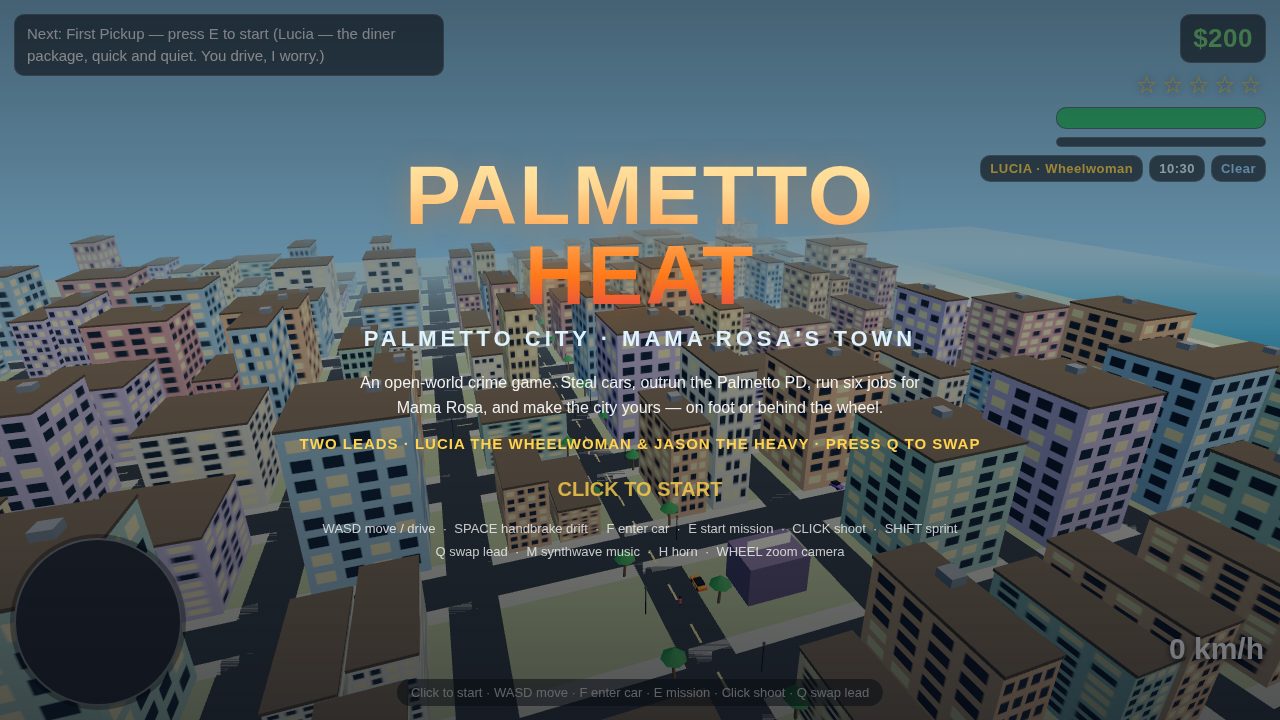 Next: First Pickup — press E to start (Lucia — the diner
package, quick and quiet. You drive, I worry.)
$200
☆ ☆ ☆ ☆ ☆
LUCIA · Wheelwoman
10:30
Clear
PALMETTO
HEAT
PALMETTO CITY · MAMA ROSA'S TOWN
An open-world crime game. Steal cars, outrun the Palmetto PD, run six jobs for
Mama Rosa, and make the city yours — on foot or behind the wheel.
TWO LEADS · LUCIA THE WHEELWOMAN & JASON THE HEAVY · PRESS Q TO SWAP
CLICK TO START
WASD move / drive · SPACE handbrake drift · F enter car · E start mission · CLICK shoot · SHIFT sprint
Q swap lead · M synthwave music · H horn · WHEEL zoom camera
0 km/h
Click to start · WASD move · F enter car · E mission · Click shoot · Q swap lead